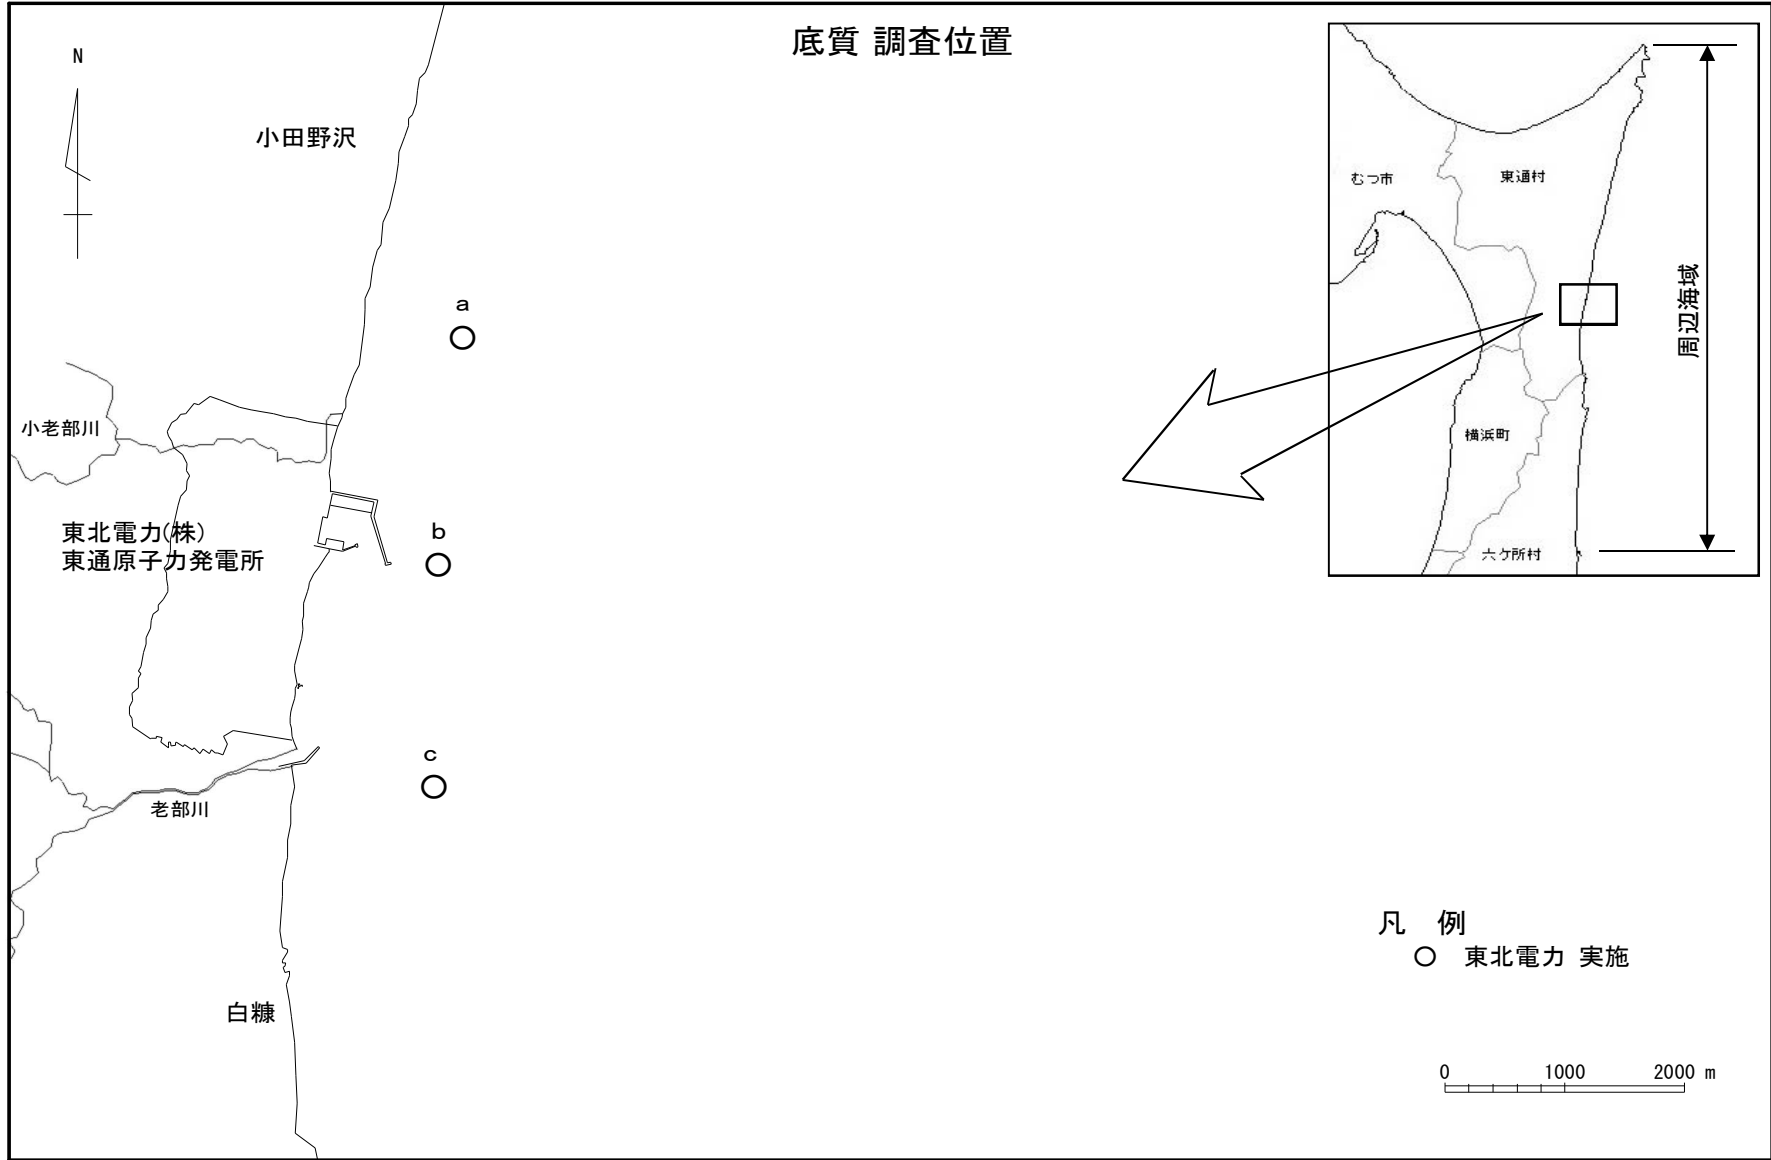 底質 調査位置
N
小田野沢
a
小老部川
東北電力(株)
東通原子力発電所
b
c
老部川
白糠
むつ市
東通村
横浜町
六ケ所村
周辺海域
凡 例
○ 東北電力 実施
0 1000 2000 m